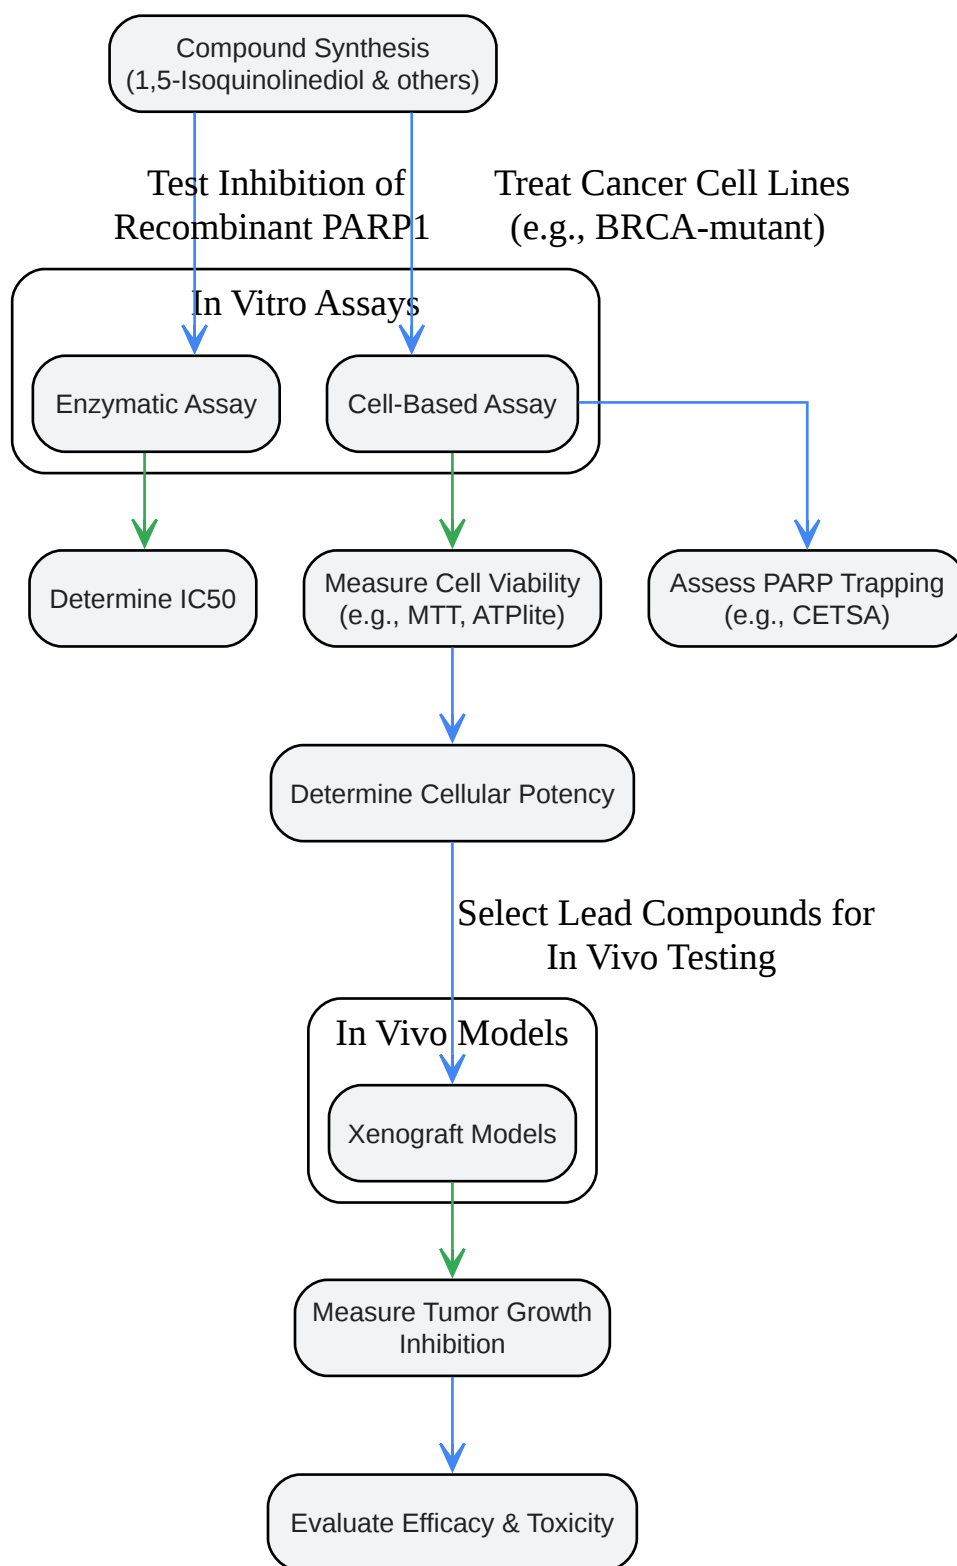 Compound Synthesis
(1,5-Isoquinolinediol & others)
Test Inhibition of
Recombinant PARP1
Treat Cancer Cell Lines
(e.g., BRCA-mutant)
In Vitro Assays
Enzymatic Assay
Cell-Based Assay
Determine IC50
Measure Cell Viability
(e.g., MTT, ATPlite)
Assess PARP Trapping
(e.g., CETSA)
Determine Cellular Potency
Select Lead Compounds for
In Vivo Testing
In Vivo Models
Xenograft Models
Measure Tumor Growth
Inhibition
Evaluate Efficacy & Toxicity